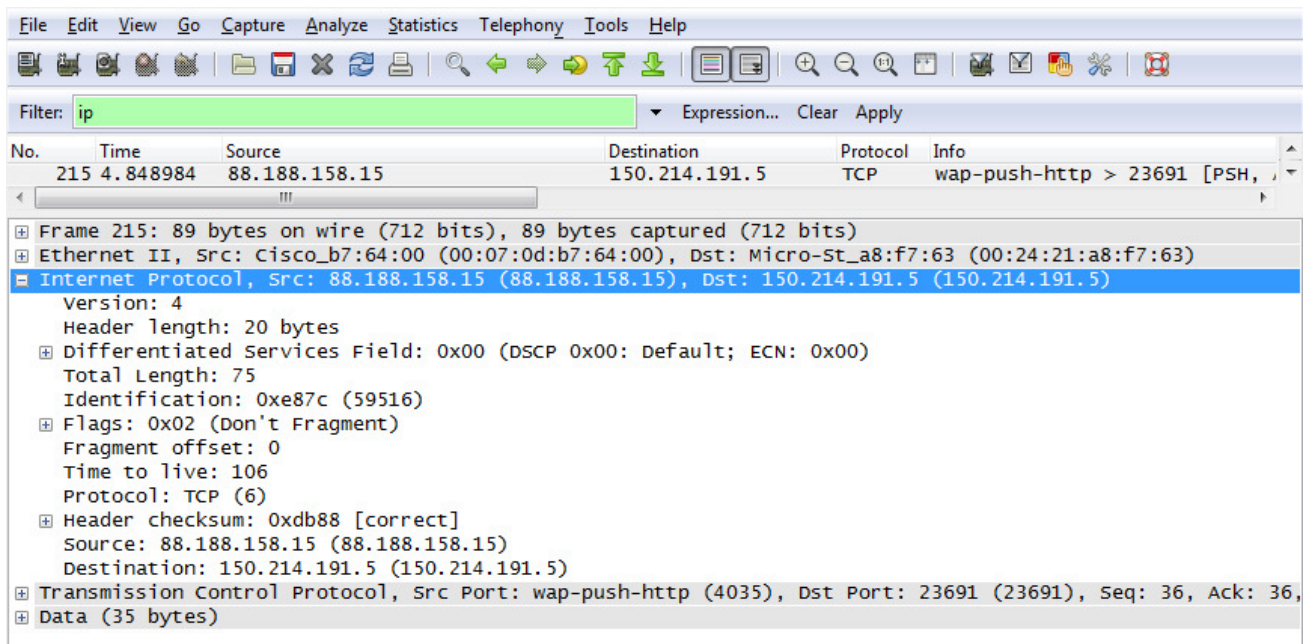 File Edit View Go Capture Analyze Statistics Telephony Tools Help
Filter: ip Expression... Clear Apply
No. Time Source Destination Protocol Info
215 4.848984 88.188.158.15 150.214.191.5 TCP wap-push-http > 23691 [PSH,
Frame 215: 89 bytes on wire (712 bits), 89 bytes captured (712 bits)
Ethernet II, Src: Cisco_b7:64:00 (00:07:0d:b7:64:00), Dst: Micro-St_a8:f7:63 (00:24:21:a8:f7:63)
Internet Protocol, Src: 88.188.158.15 (88.188.158.15), Dst: 150.214.191.5 (150.214.191.5)
Version: 4
Header length: 20 bytes
Differentiated Services Field: 0x00 (DSCP 0x00: Default; ECN: 0x00)
Total Length: 75
Identification: 0xe87c (59516)
Flags: 0x02 (Don't Fragment)
Fragment offset: 0
Time to live: 106
Protocol: TCP (6)
Header checksum: 0xdb88 [correct]
Source: 88.188.158.15 (88.188.158.15)
Destination: 150.214.191.5 (150.214.191.5)
Transmission Control Protocol, Src Port: wap-push-http (4035), Dst Port: 23691 (23691), Seq: 36, Ack: 36,
Data (35 bytes)